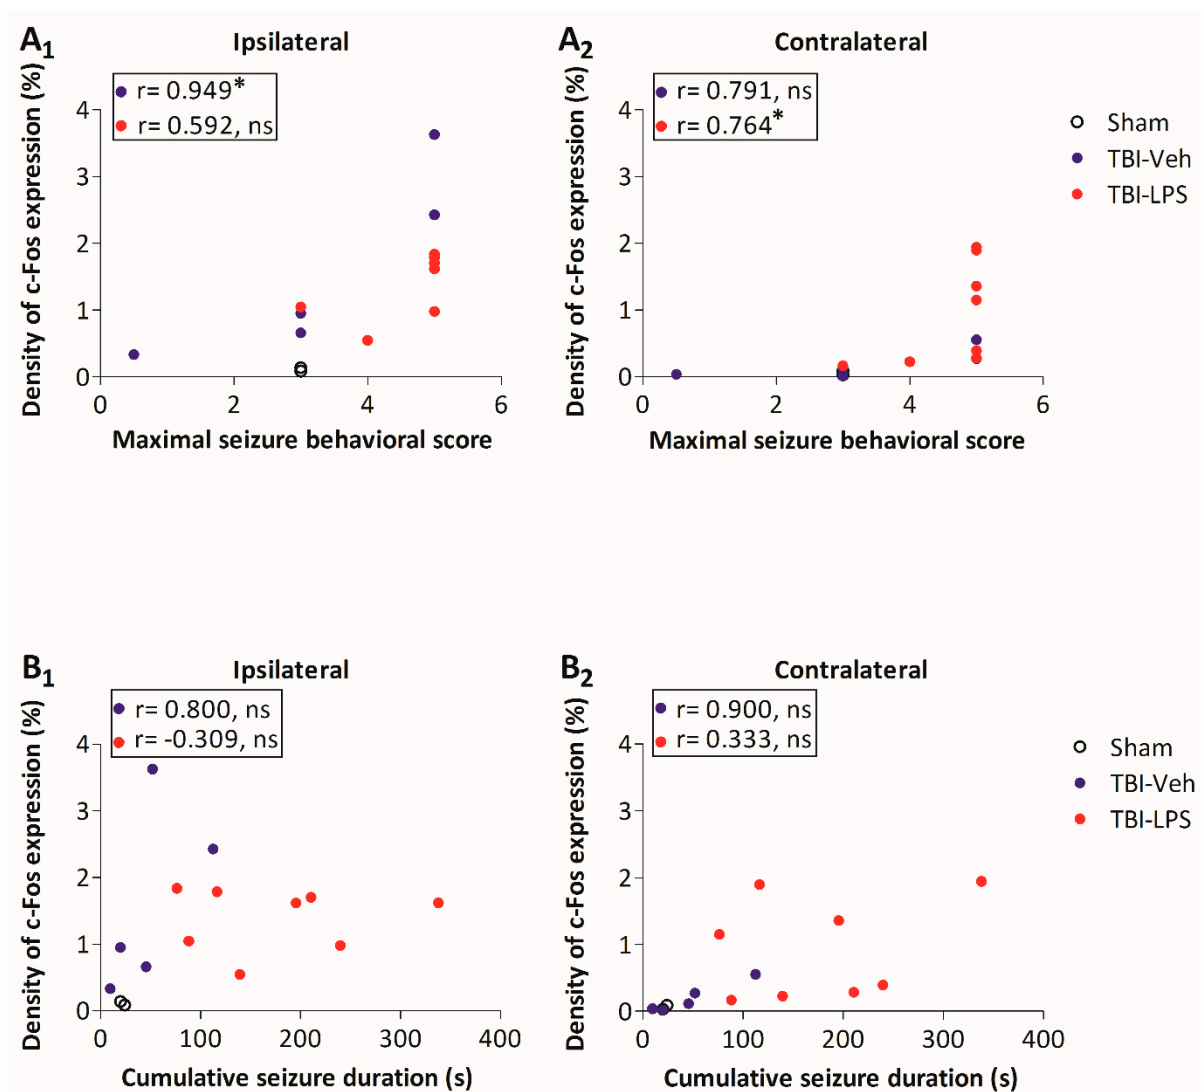 A1 Ipsilateral
Density of c-Fos expression (%)
r= 0.949*
r= 0.592, ns
4
3
2
1
0
0 2 4 6
Maximal seizure behavioral score
A2 Contralateral
Density of c-Fos expression (%)
r= 0.791, ns
r= 0.764*
4
3
2
1
0
0 2 4 6
Maximal seizure behavioral score
Sham
TBI-Veh
TBI-LPS
B1 Ipsilateral
Density of c-Fos expression (%)
r= 0.800, ns
r= -0.309, ns
4
3
2
1
0
0 100 200 300 400
Cumulative seizure duration (s)
B2 Contralateral
Density of c-Fos expression (%)
r= 0.900, ns
r= 0.333, ns
4
3
2
1
0
0 100 200 300 400
Cumulative seizure duration (s)
Sham
TBI-Veh
TBI-LPS